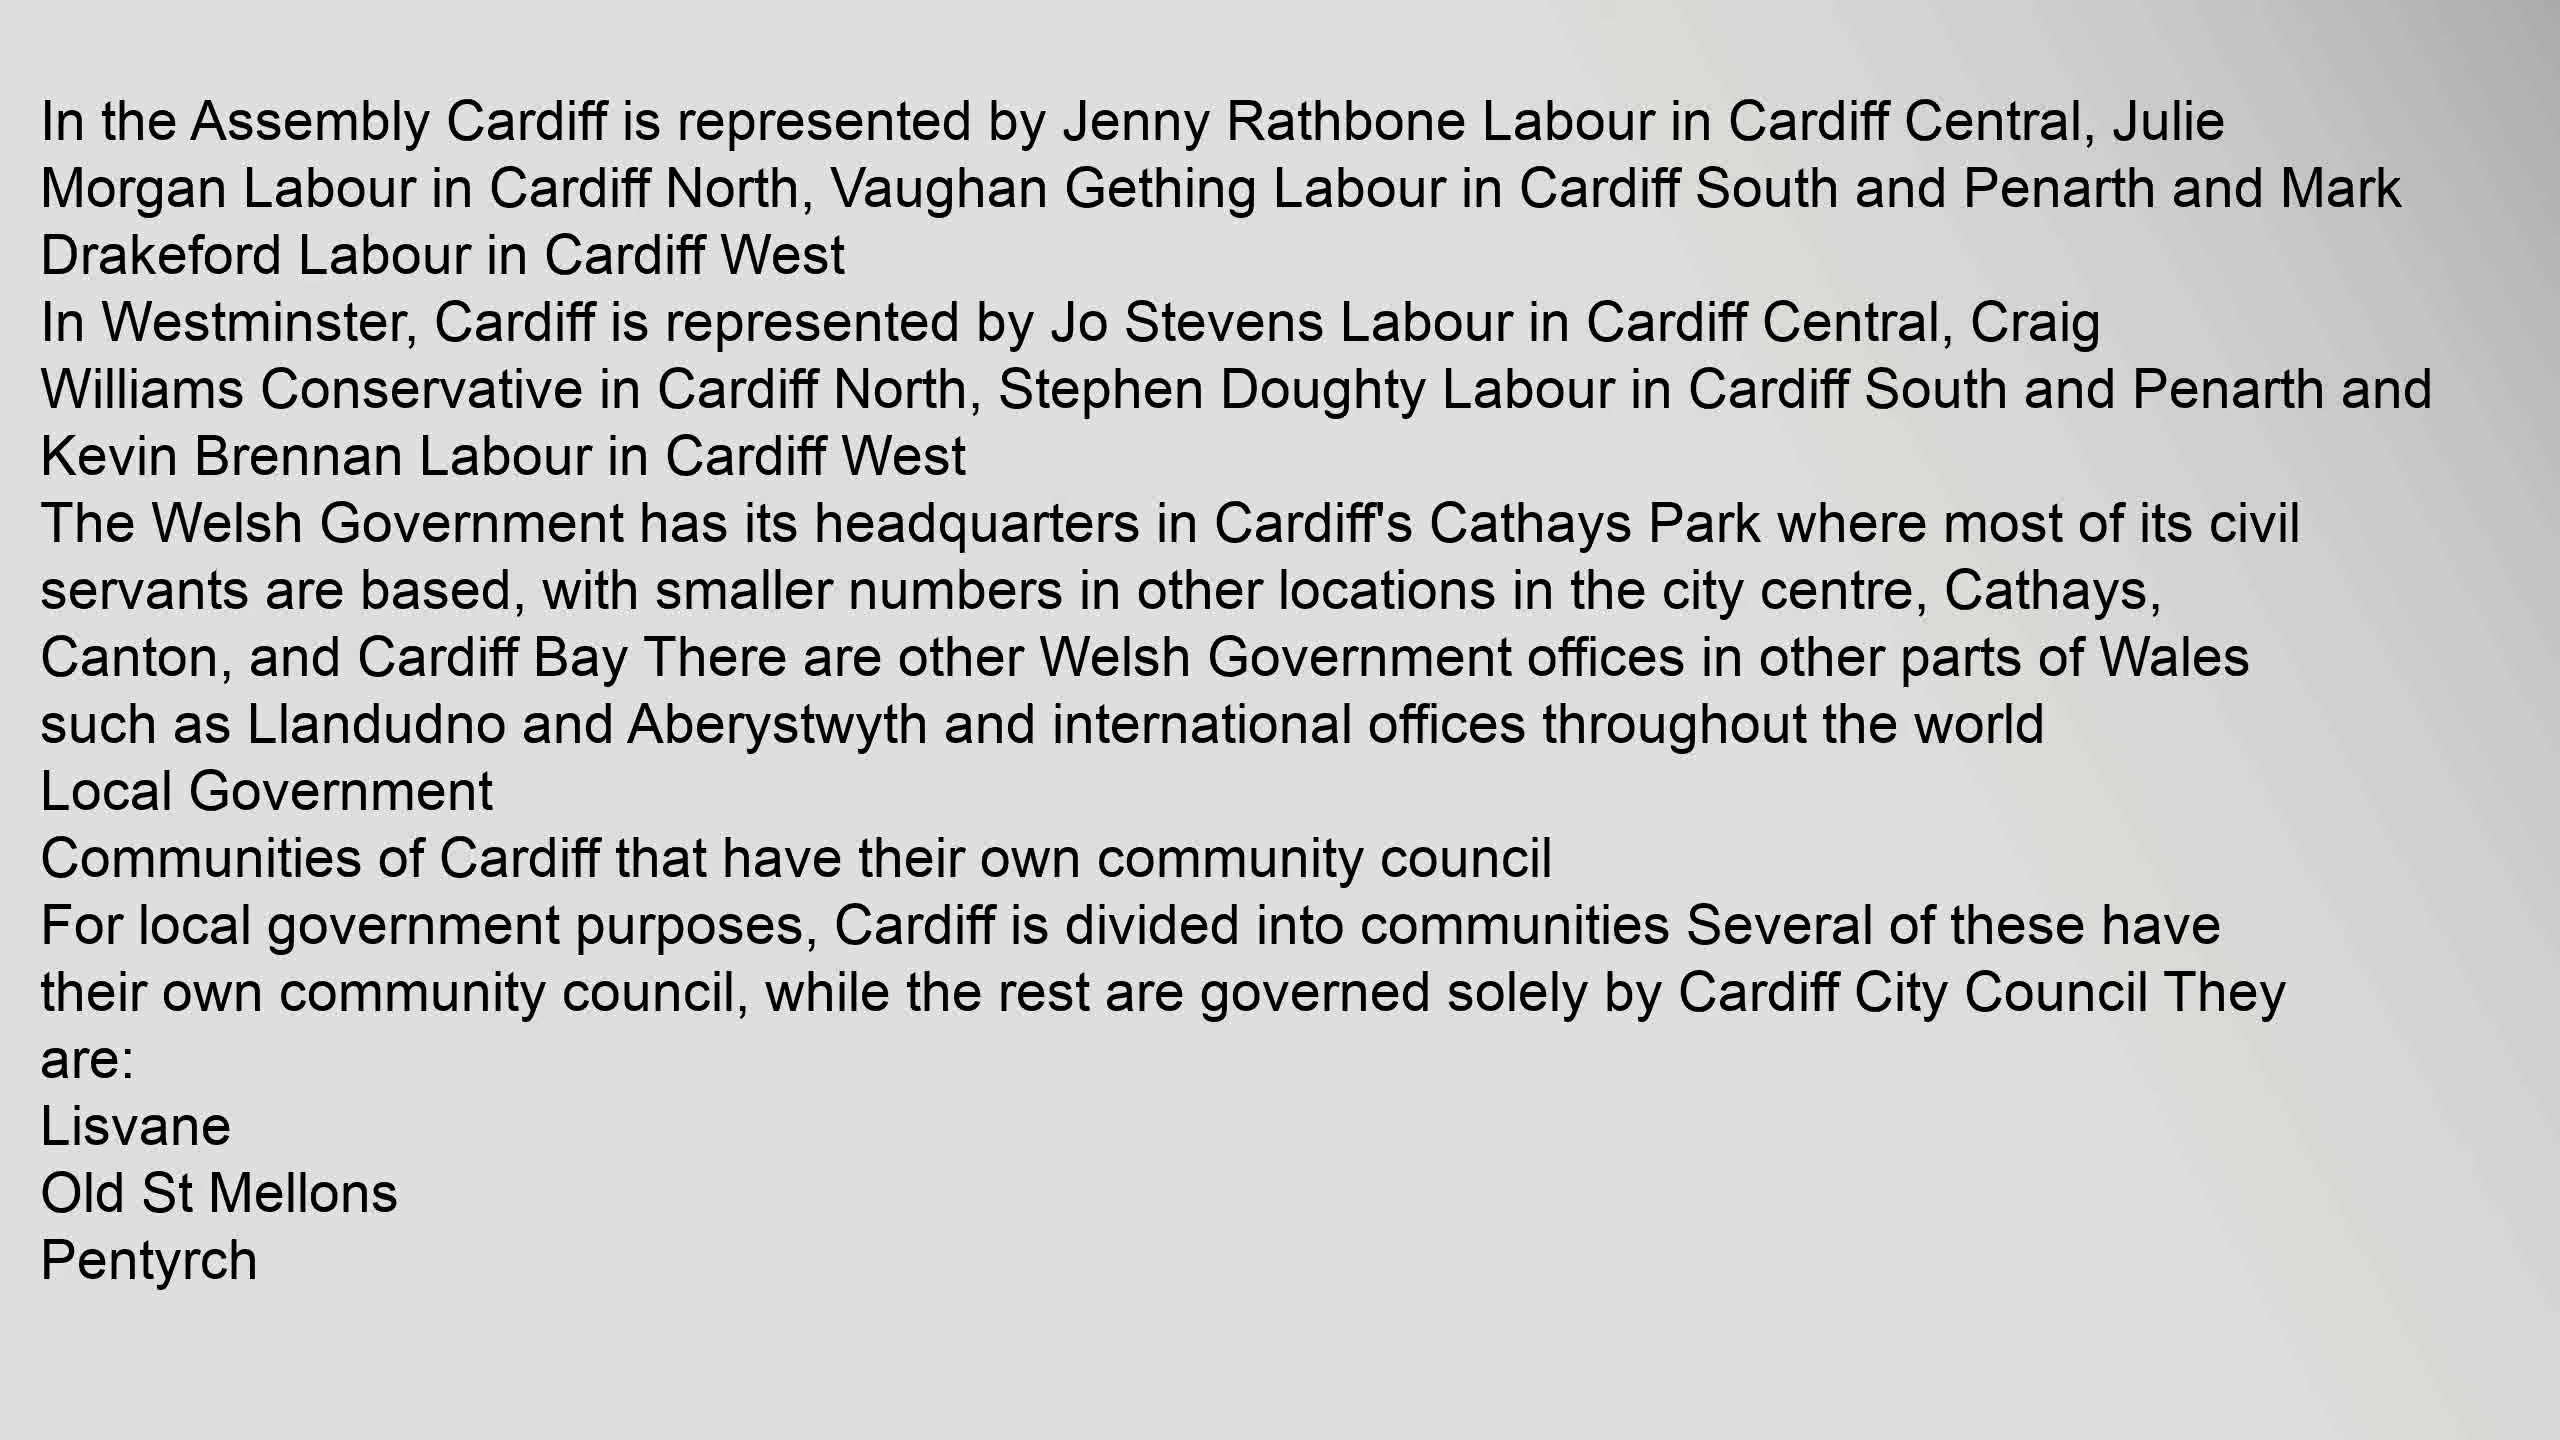 In the Assembly Cardiff is represented by Jenny Rathbone Labour in Cardiff Central, Julie
Morgan Labour in Cardiff North, Vaughan Gething Labour in Cardiff South and Penarth and Mark
Drakeford Labour in Cardiff West
In Westminster, Cardiff is represented by Jo Stevens Labour in Cardiff Central, Craig
Williams Conservative in Cardiff North, Stephen Doughty Labour in Cardiff South and Penarth and
Kevin Brennan Labour in Cardiff West
The Welsh Government has its headquarters in Cardiff's Cathays Park where most of its civil
servants are based, with smaller numbers in other locations in the city centre, Cathays,
Canton, and Cardiff Bay There are other Welsh Government offices in other parts of Wales
such as Llandudno and Aberystwyth and international offices throughout the world
Local Government
Communities of Cardiff that have their own community council
For local government purposes, Cardiff is divided into communities Several of these have
their own community council, while the rest are governed solely by Cardiff City Council They
are:
Lisvane
Old St Mellons
Pentyrch